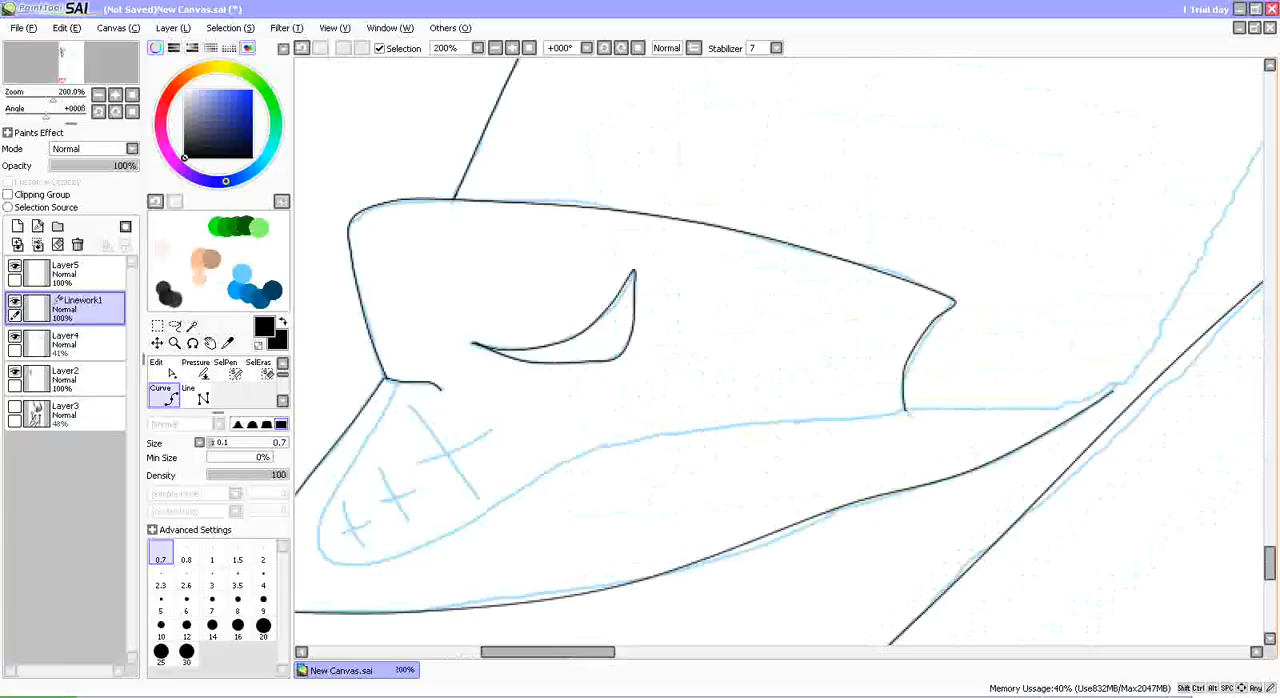 PaintTool SAI (Not Saved)New Canvas.sai (*) 1 Trial day
File (F) Edit (E) Canvas (C) Layer (L) Selection (S) Filter (T) View (V) Window (W) Others (O)
Selection 200% +000° Normal Stabilizer 7
Zoom 200.0%
Angle +000θ
Paints Effect
Mode Normal
Opacity 100%
Clipping Group
Selection Source
Layer5
Normal
100%
Linework1
Normal
100%
Layer4
Normal
41%
Layer2
Normal
100%
Layer3
Normal
48%
Edit Pressure SelPen SelEras
Curve Line
Normal
Size x 0.1 0.7
Min Size 0%
Density 100
Advanced Settings
0.7 0.8 1 1.5 2
2.3 2.6 3 3.5 4
5 6 7 8 9
10 12 14 16 20
25 30
New Canvas.sai 200%
Memory Usage:40% (Use832MB/Max2047MB) Shift Ctrl Alt SPC Any